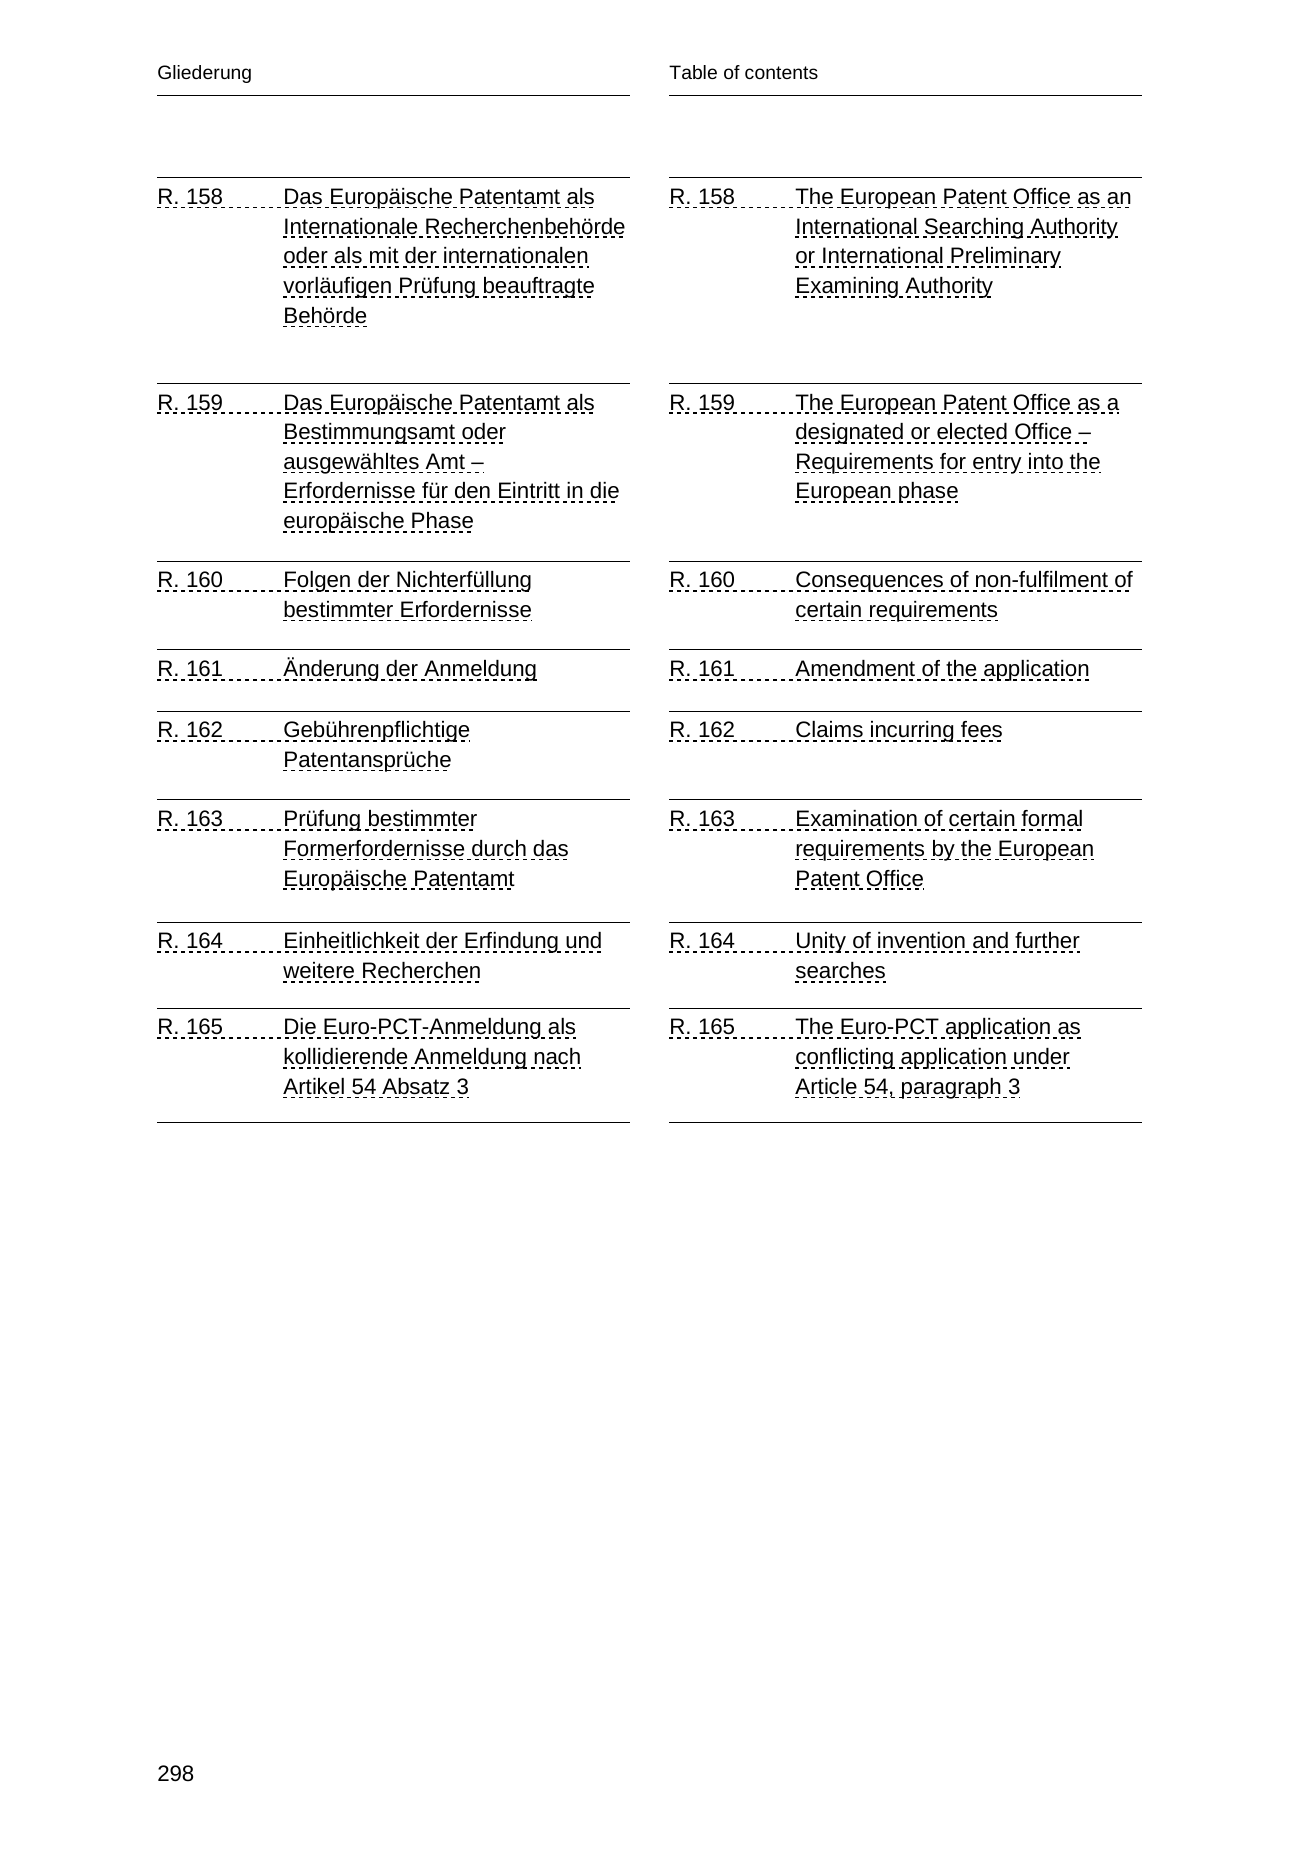 Gliederung
R. 158 Das Europäische Patentamt als
Internationale Recherchenbehörde
oder als mit der internationalen
vorläufigen Prüfung beauftragte
Behörde
R. 159 Das Europäische Patentamt als
Bestimmungsamt oder
ausgewähltes Amt –
Erfordernisse für den Eintritt in die
europäische Phase
R. 160 Folgen der Nichterfüllung
bestimmter Erfordernisse
R. 161 Änderung der Anmeldung
R. 162 Gebührenpflichtige
Patentansprüche
R. 163 Prüfung bestimmter
Formerfordernisse durch das
Europäische Patentamt
R. 164 Einheitlichkeit der Erfindung und
weitere Recherchen
R. 165 Die Euro-PCT-Anmeldung als
kollidierende Anmeldung nach
Artikel 54 Absatz 3
Table of contents
R. 158 The European Patent Office as an
International Searching Authority
or International Preliminary
Examining Authority
R. 159 The European Patent Office as a
designated or elected Office –
Requirements for entry into the
European phase
R. 160 Consequences of non-fulfilment of
certain requirements
R. 161 Amendment of the application
R. 162 Claims incurring fees
R. 163 Examination of certain formal
requirements by the European
Patent Office
R. 164 Unity of invention and further
searches
R. 165 The Euro-PCT application as
conflicting application under
Article 54, paragraph 3
298